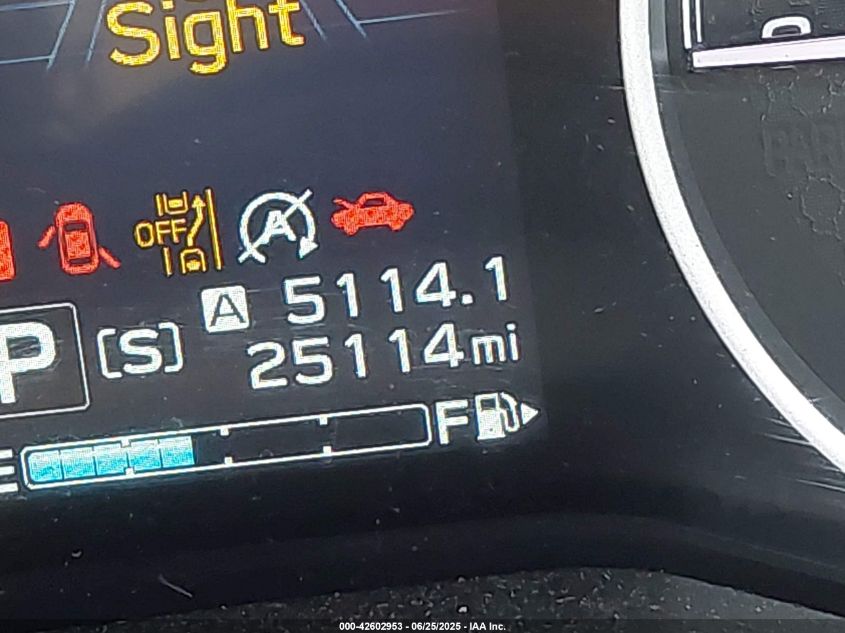 Sight
OFF A
A 5114.1
P [S] 25114mi
E F
000-42602953 - 06/25/2025 - IAA Inc.